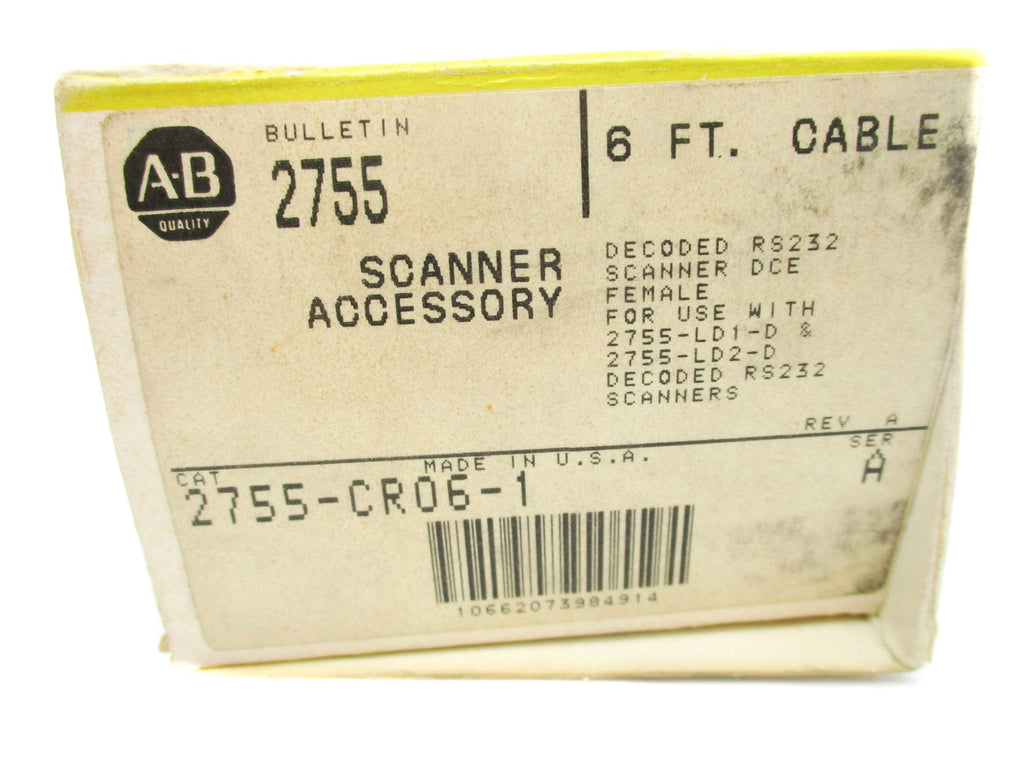 A·B
QUALITY
BULLETIN
2755
SCANNER
ACCESSORY
6 FT. CABLE
DECODED RS232
SCANNER DCE
FEMALE
FOR USE WITH
2755-LD1-D &
2755-LD2-D
DECODED RS232
SCANNERS
REV A
SER
A
MADE IN U.S.A.
CAT
2755-CR06-1
10662073984914